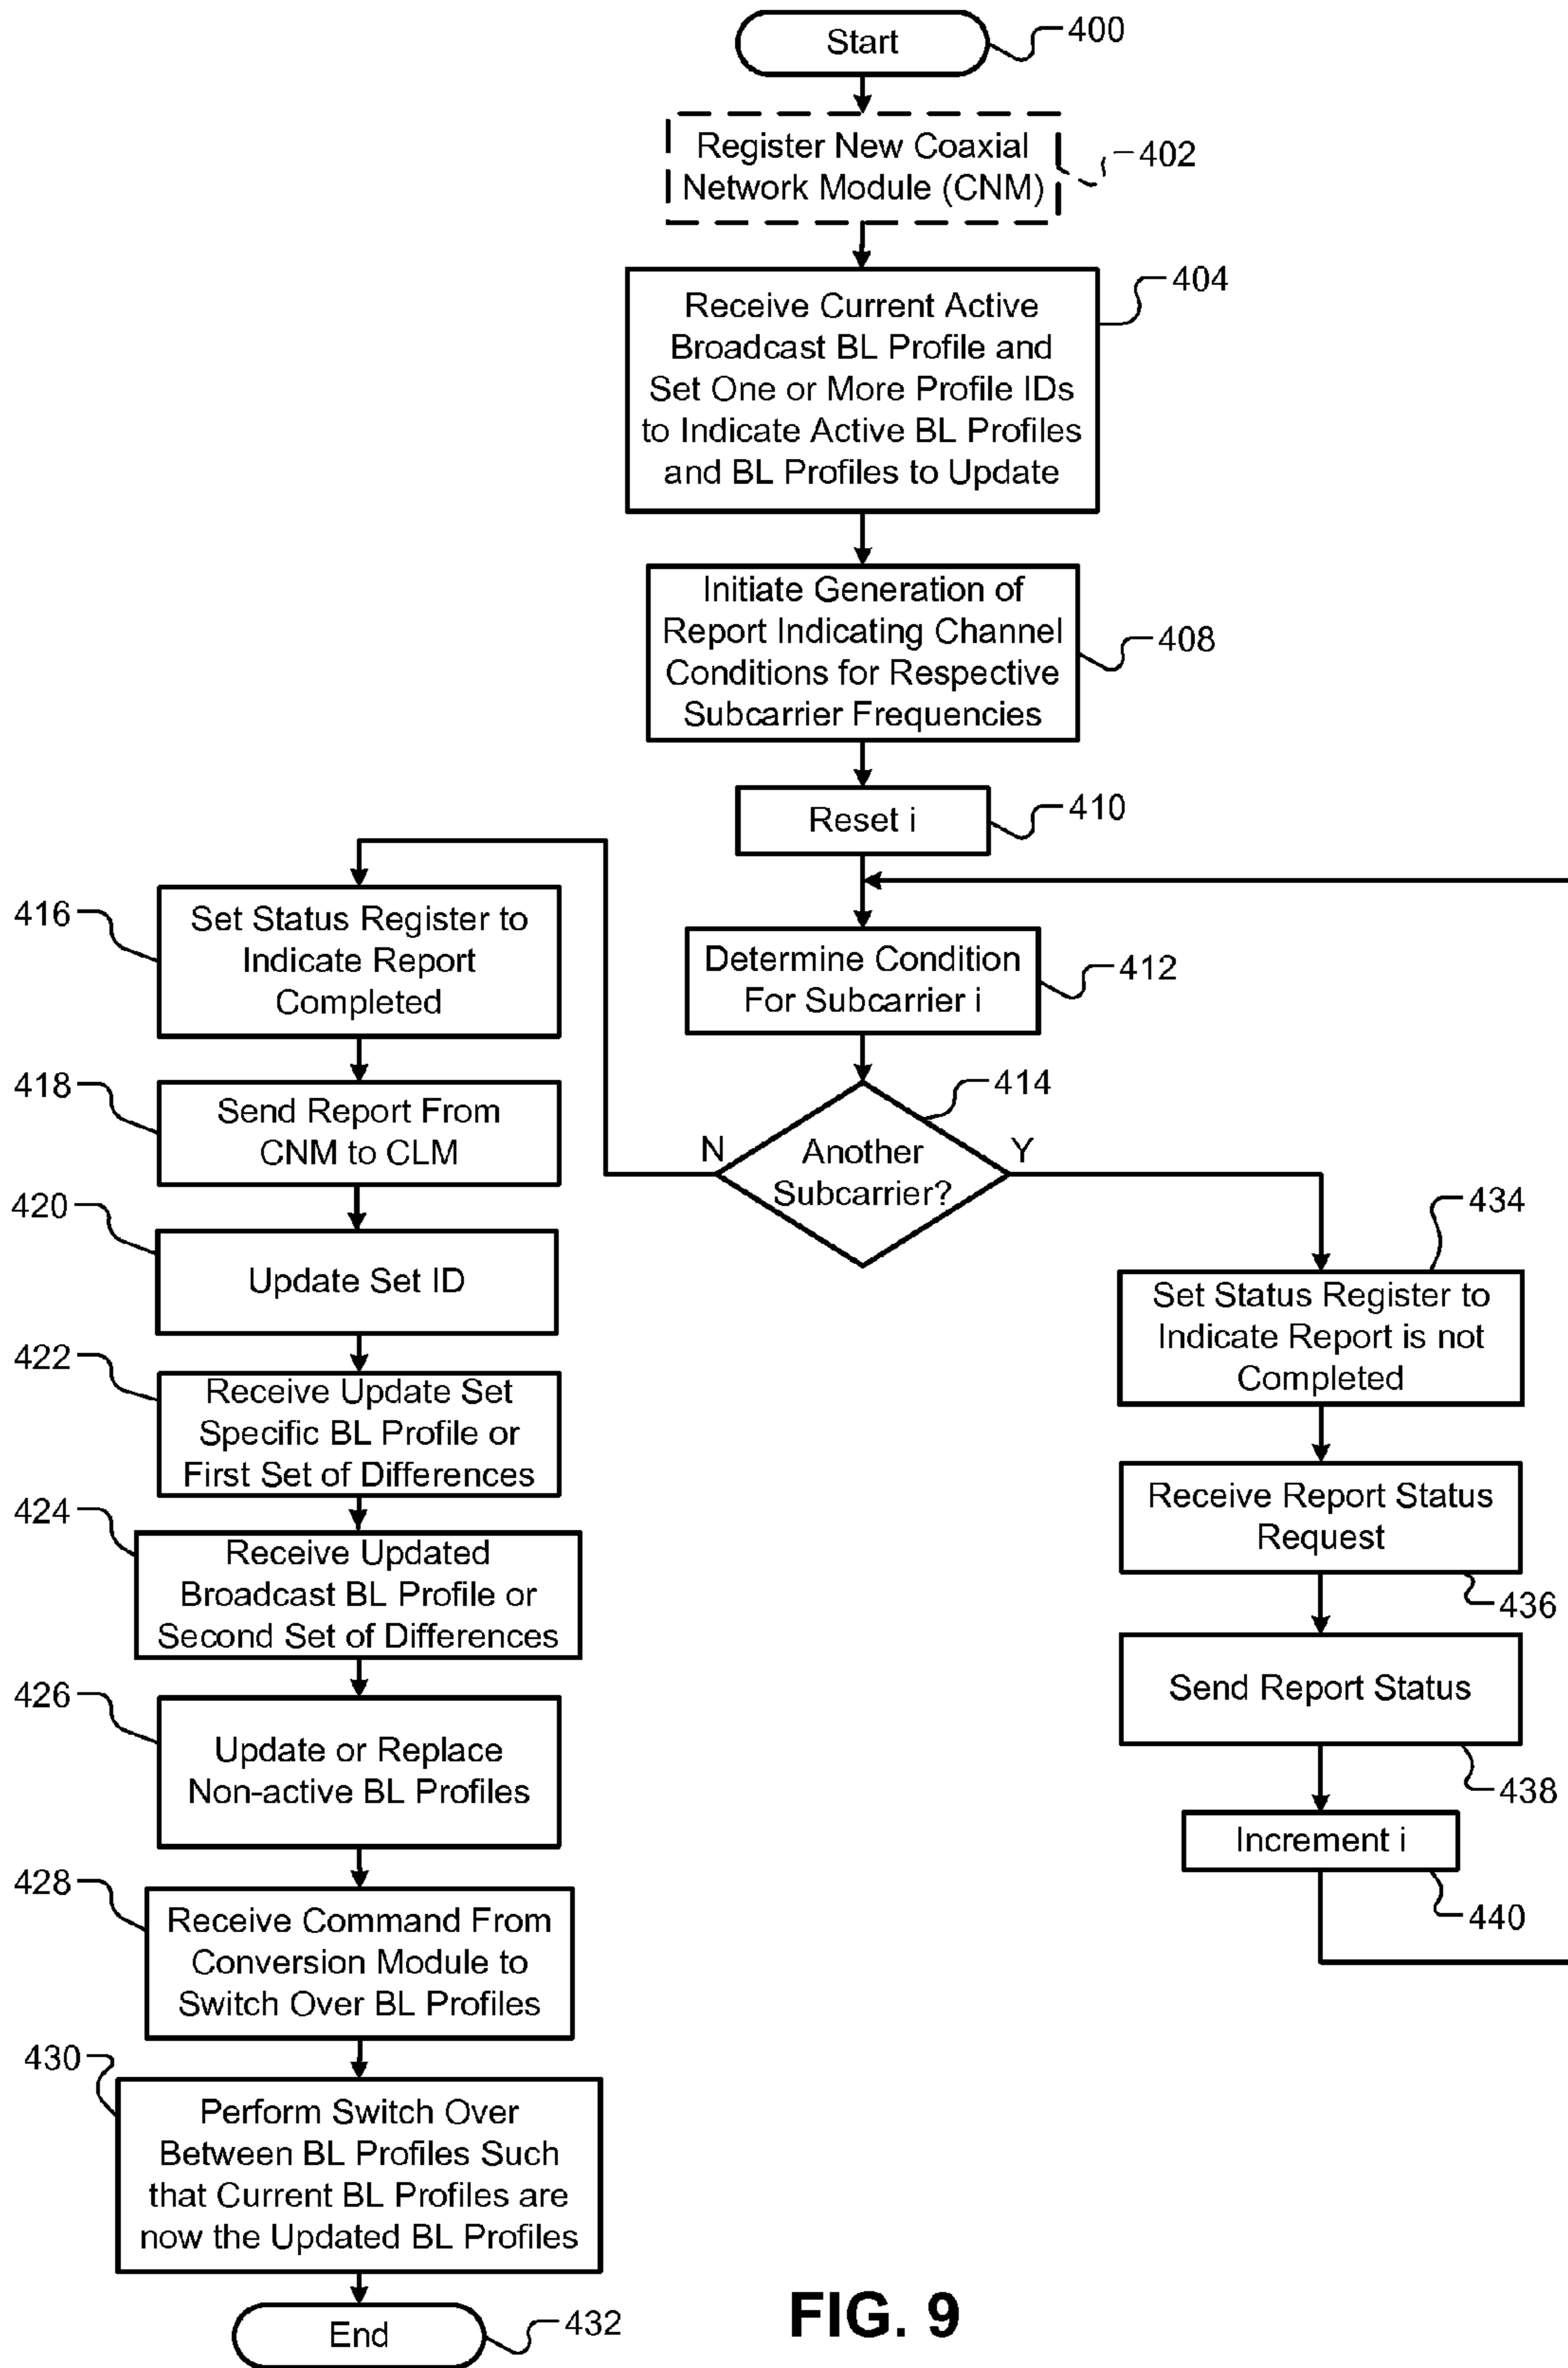 Start
400
Register New Coaxial
Network Module (CNM)
402
Receive Current Active
Broadcast BL Profile and
Set One or More Profile IDs
to Indicate Active BL Profiles
and BL Profiles to Update
404
Initiate Generation of
Report Indicating Channel
Conditions for Respective
Subcarrier Frequencies
408
Reset i
410
Determine Condition
For Subcarrier i
412
Another
Subcarrier?
414
N
Y
416
Set Status Register to
Indicate Report
Completed
418
Send Report From
CNM to CLM
420
Update Set ID
422
Receive Update Set
Specific BL Profile or
First Set of Differences
424
Receive Updated
Broadcast BL Profile or
Second Set of Differences
426
Update or Replace
Non-active BL Profiles
428
Receive Command From
Conversion Module to
Switch Over BL Profiles
430
Perform Switch Over
Between BL Profiles Such
that Current BL Profiles are
now the Updated BL Profiles
End
432
434
Set Status Register to
Indicate Report is not
Completed
Receive Report Status
Request
436
Send Report Status
438
Increment i
440
FIG. 9